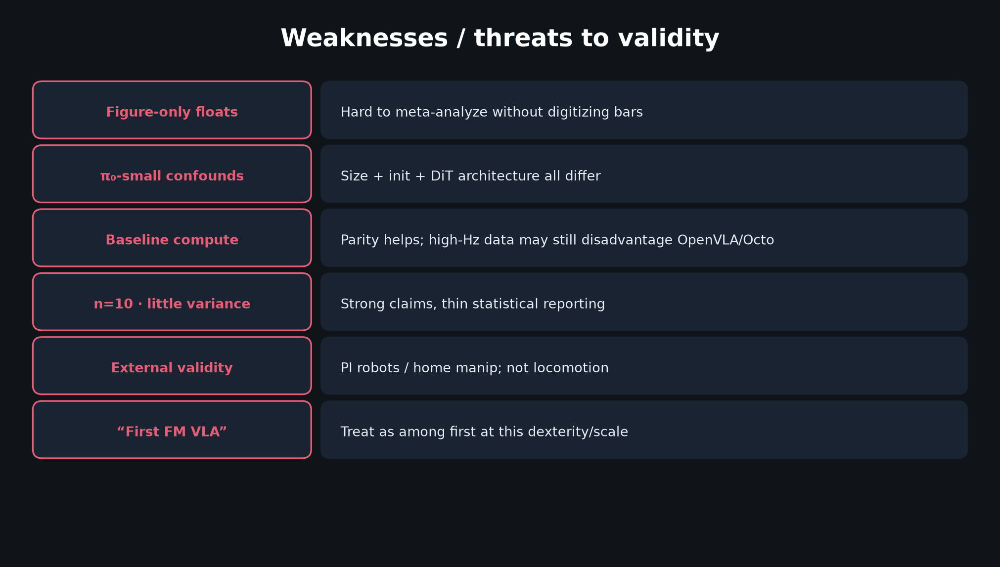 Weaknesses / threats to validity
Figure-only floats
Hard to meta-analyze without digitizing bars
π₀-small confounds
Size + init + DiT architecture all differ
Baseline compute
Parity helps; high-Hz data may still disadvantage OpenVLA/Octo
n=10 · little variance
Strong claims, thin statistical reporting
External validity
PI robots / home manip; not locomotion
“First FM VLA”
Treat as among first at this dexterity/scale